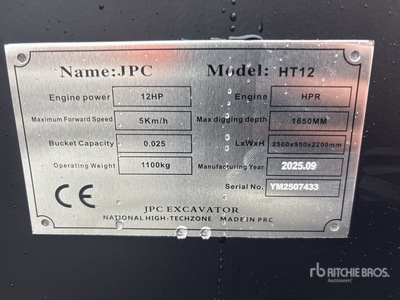 Name: JPC Model: HT12
Engine power 12HP Engine HPR
Maximum Forward Speed 5Km/h Max digging depth 1650MM
Bucket Capacity 0.025 LxWxH 2500x950x2200mm
Operating Weight 1100kg Manufacturing Year 2025.09
Serial No. YM2507433
CE
JPC EXCAVATOR
NATIONAL HIGH-TECHZONE MADE IN PRC
rb RITCHIE BROS.
Auctioneers